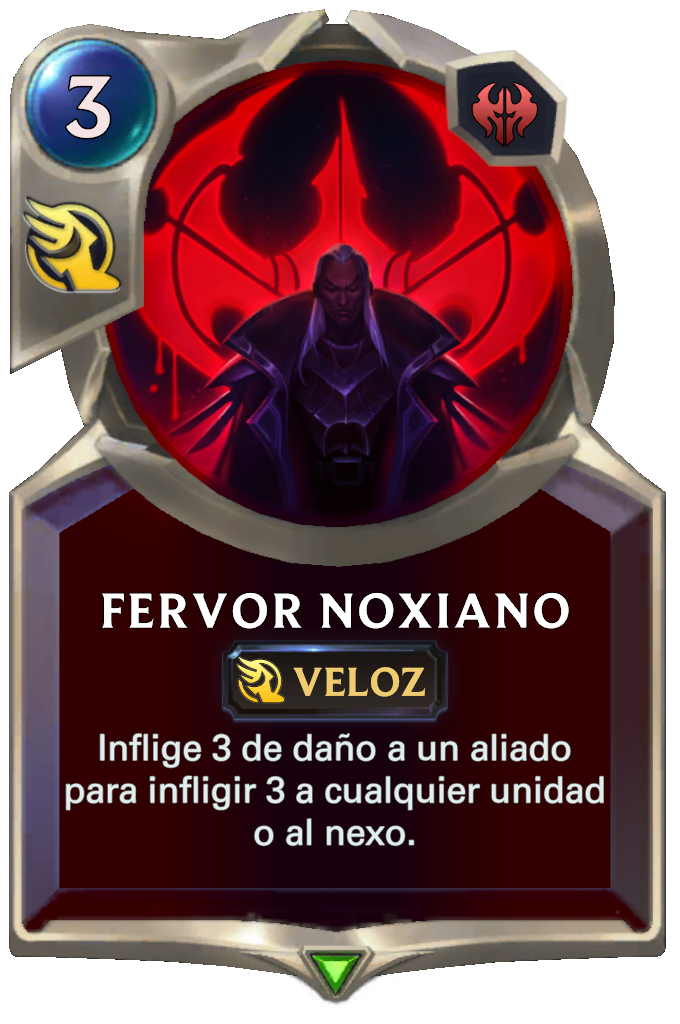 3
FERVOR NOXIANO
VELOZ
Inflige 3 de daño a un aliado
para infligir 3 a cualquier unidad
o al nexo.